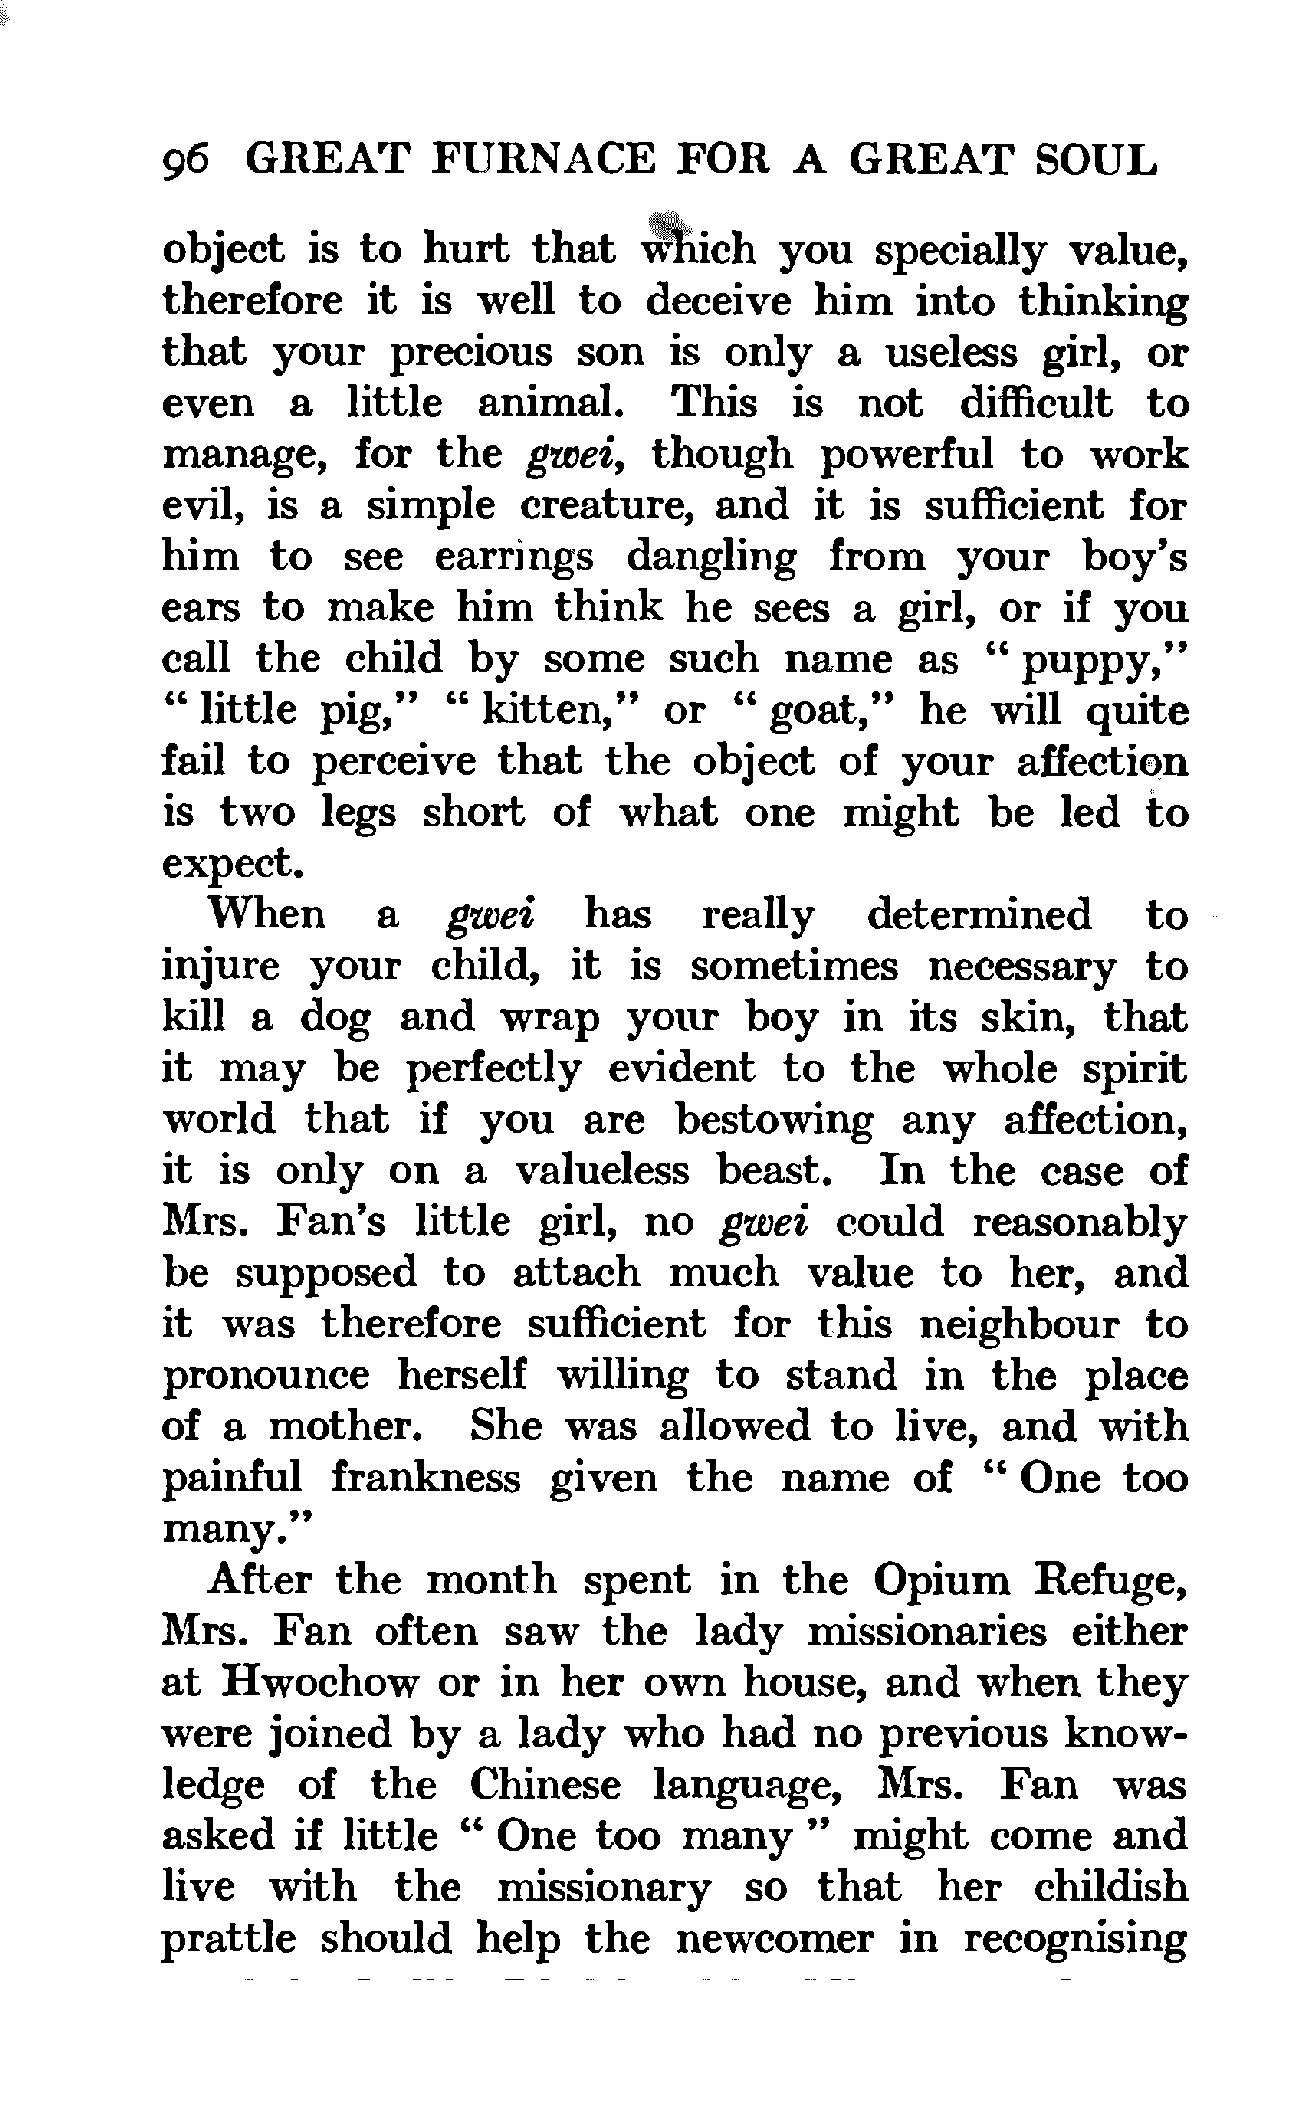 96 GREAT FURNACE FOR A GREAT SOUL
object is to hurt that which you specially value,
therefore it is well to deceive him into thinking
that your precious son is only a useless girl, or
even a little animal. This is not difficult to
manage, for the gwei, though powerful to work
evil, is a simple creature, and it is sufficient for
him to see earrings dangling from your boy's
ears to make him think he sees a girl, or if you
call the child by some such name as “ puppy,”
“ little pig,” “ kitten,” or “ goat,” he will quite
fail to perceive that the object of your affection
is two legs short of what one might be led to
expect.
When a gwei has really determined to
injure your child, it is sometimes necessary to
kill a dog and wrap your boy in its skin, that
it may be perfectly evident to the whole spirit
world that if you are bestowing any affection,
it is only on a valueless beast. In the case of
Mrs. Fan's little girl, no gwei could reasonably
be supposed to attach much value to her, and
it was therefore sufficient for this neighbour to
pronounce herself willing to stand in the place
of a mother. She was allowed to live, and with
painful frankness given the name of “ One too
many.”
After the month spent in the Opium Refuge,
Mrs. Fan often saw the lady missionaries either
at Hwochow or in her own house, and when they
were joined by a lady who had no previous know-
ledge of the Chinese language, Mrs. Fan was
asked if little “ One too many ” might come and
live with the missionary so that her childish
prattle should help the newcomer in recognising